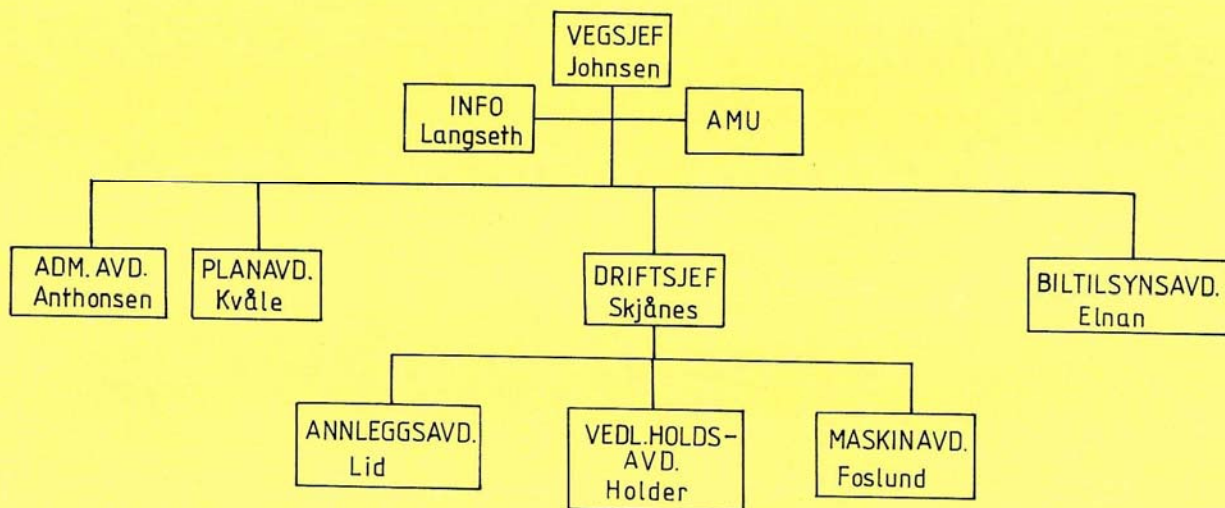 VEGSJEF
Johnsen
INFO
Langseth
AMU
ADM. AVD.
Anthonsen
PLANAVD.
Kvåle
DRIFTSJEF
Skjånes
BILTILSYNSAVD.
Elnan
ANNLEGGSAVD.
Lid
VEDL.HOLDS-
AVD.
Holder
MASKINAVD.
Foslund